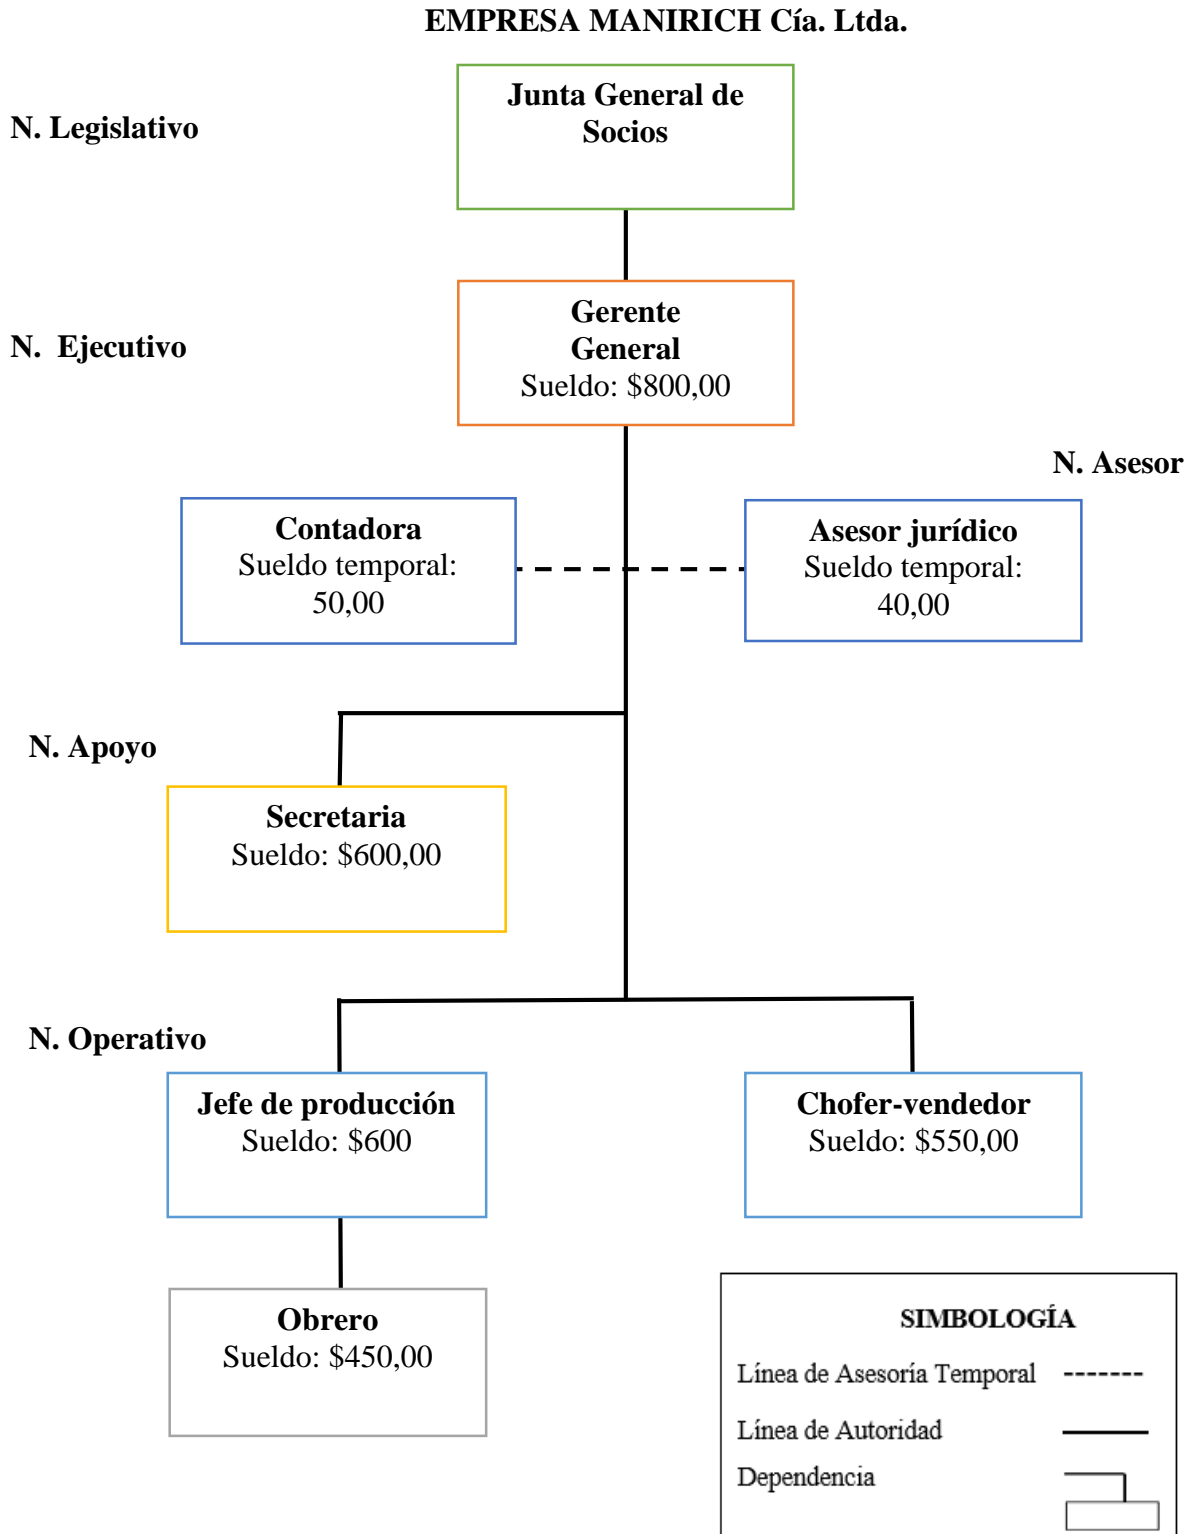 EMPRESA MANIRICH Cía. Ltda.
Junta General de
Socios
N. Legislativo
Gerente
General
Sueldo: $800,00
N. Ejecutivo
N. Asesor
Contadora
Sueldo temporal:
50,00
Asesor jurídico
Sueldo temporal:
40,00
N. Apoyo
Secretaria
Sueldo: $600,00
N. Operativo
Jefe de producción
Sueldo: $600
Chofer-vendedor
Sueldo: $550,00
Obrero
Sueldo: $450,00
SIMBOLOGÍA
Línea de Asesoría Temporal
Línea de Autoridad
Dependencia